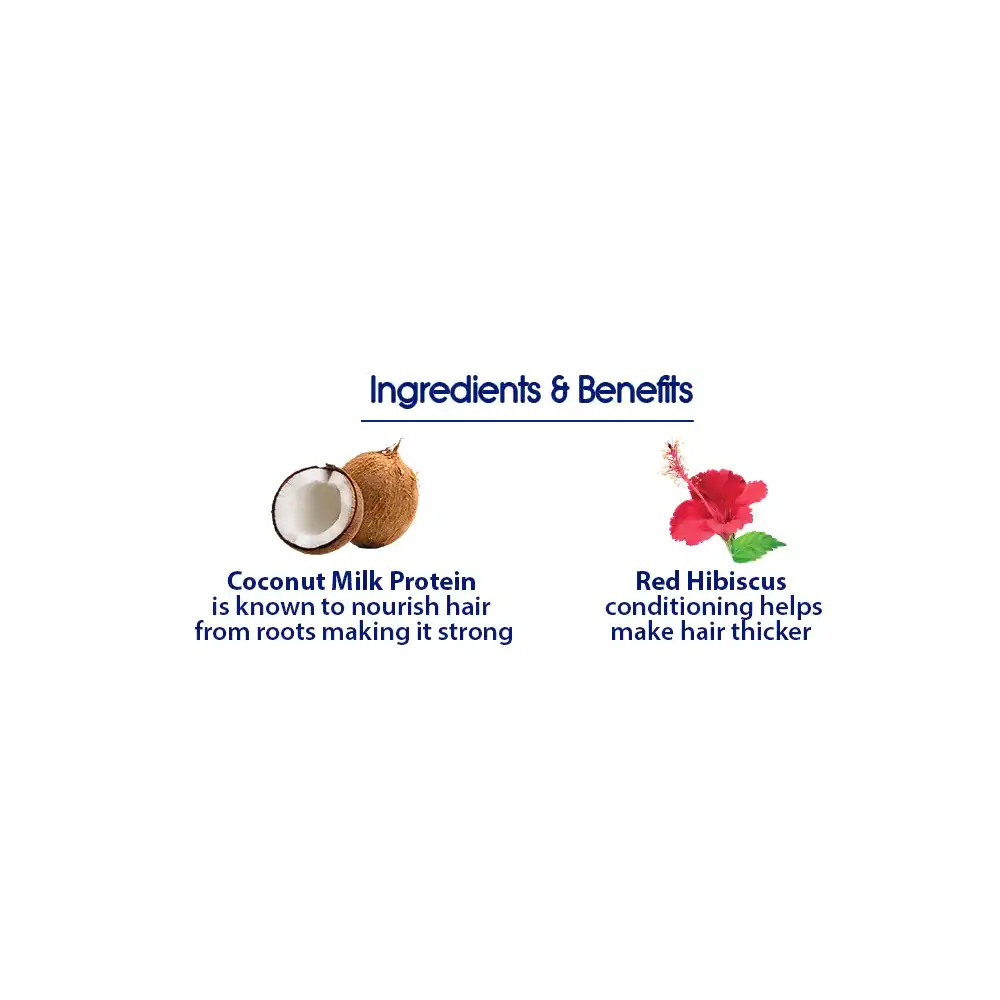 Ingredients & Benefits
Coconut Milk Protein
is known to nourish hair
from roots making it strong
Red Hibiscus
conditioning helps
make hair thicker